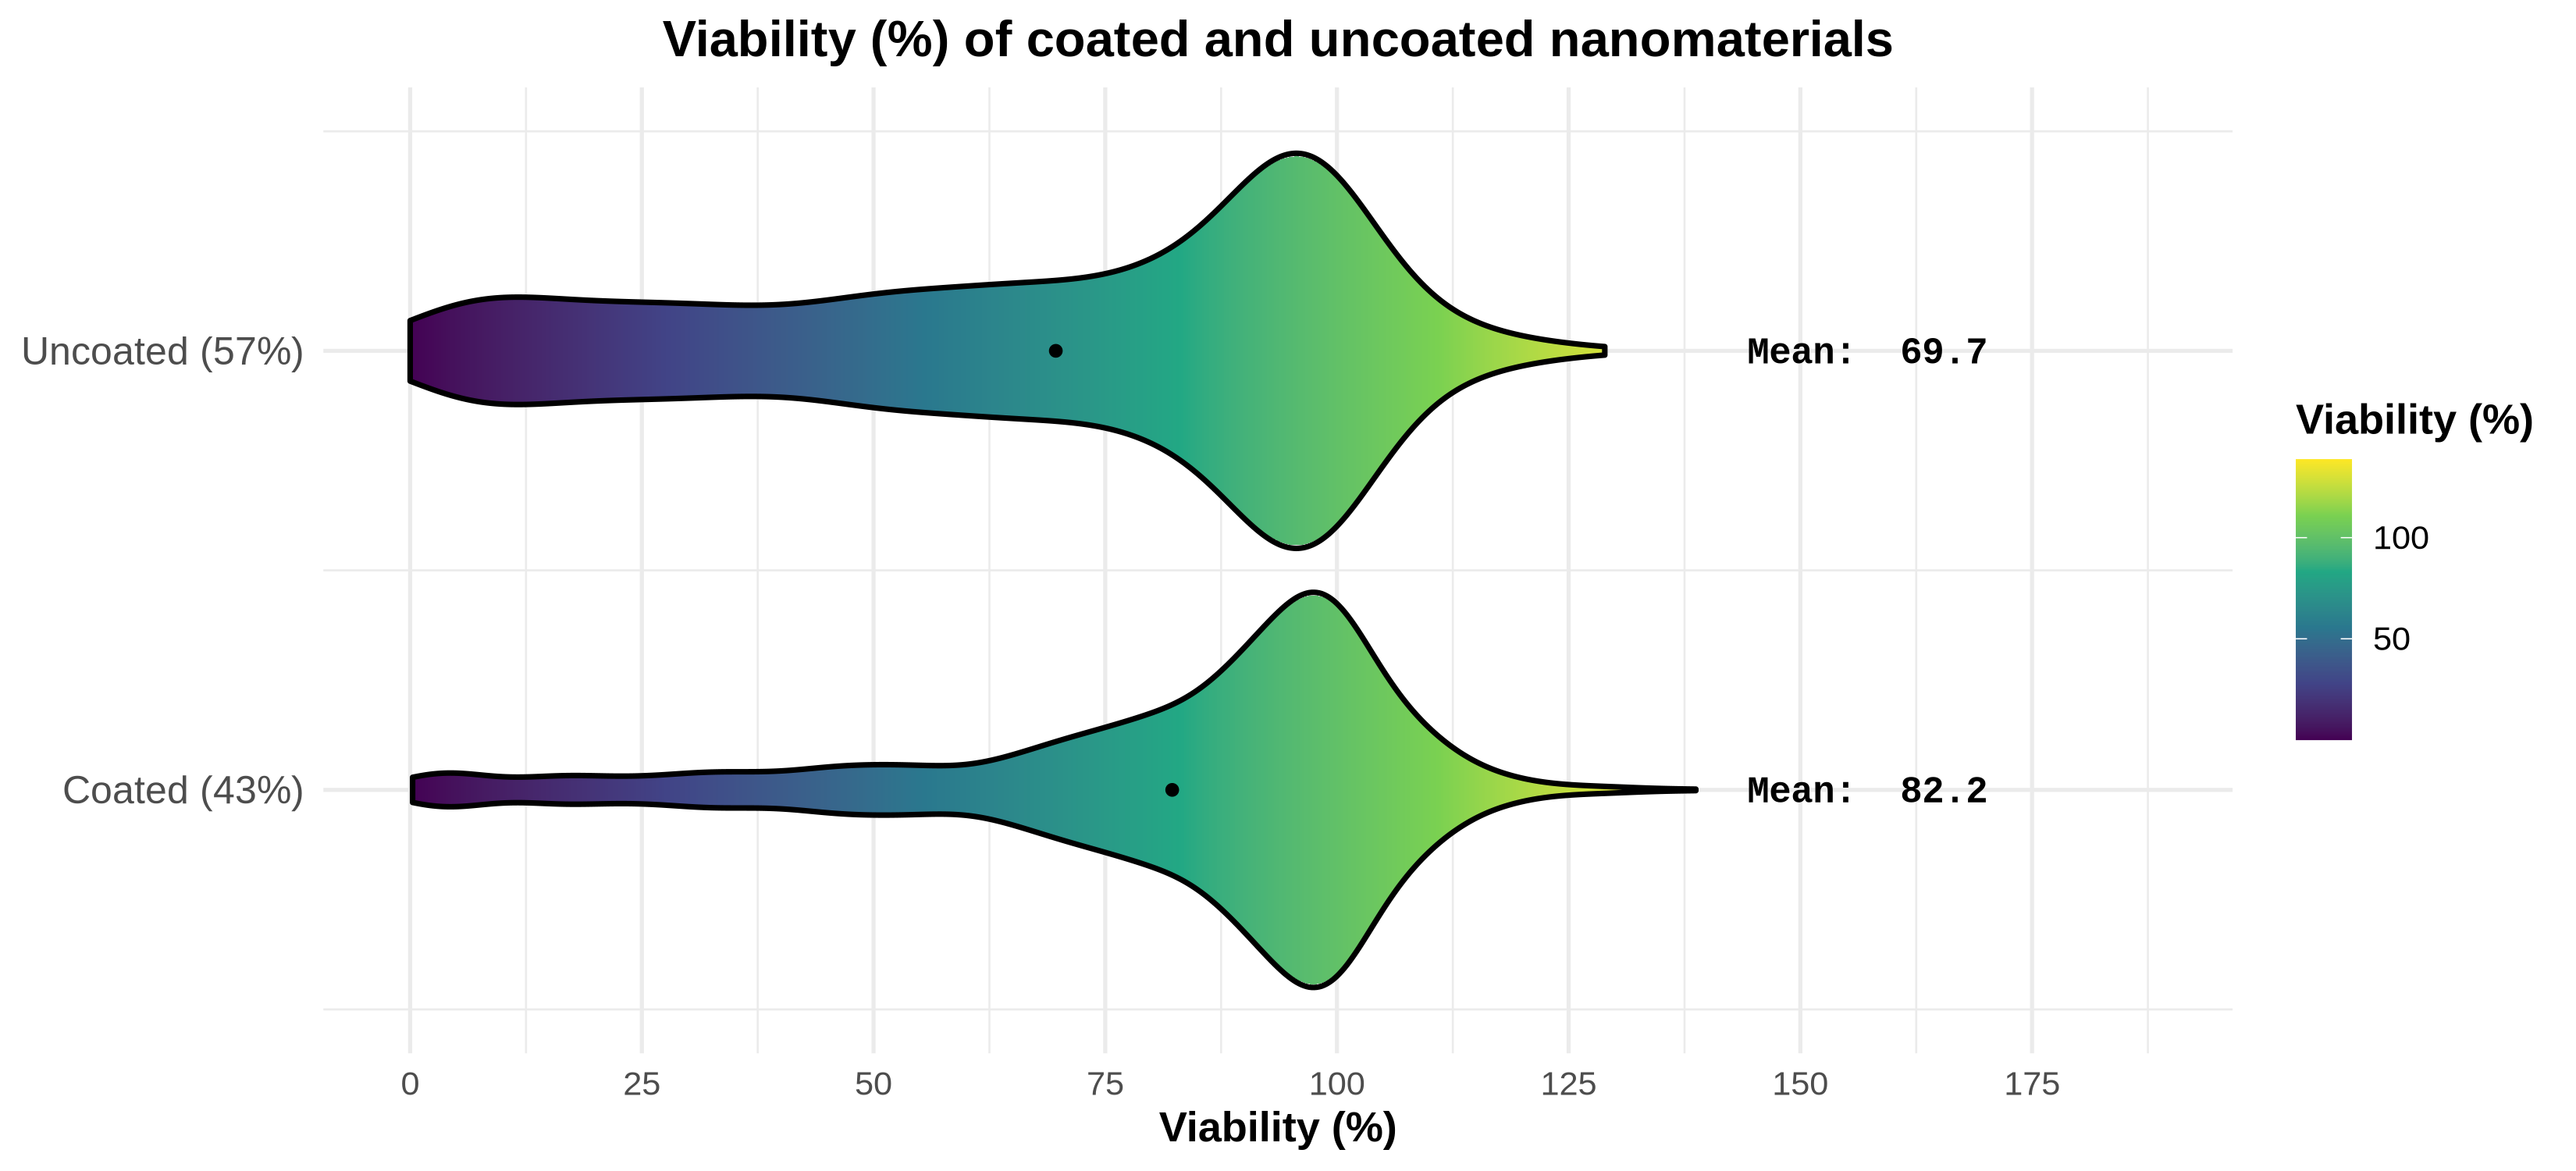 Viability (%) of coated and uncoated nanomaterials
Uncoated (57%)
Mean:  69.7
Coated (43%)
Mean:  82.2
0 25 50 75 100 125 150 175
Viability (%)
Viability (%)
100
50